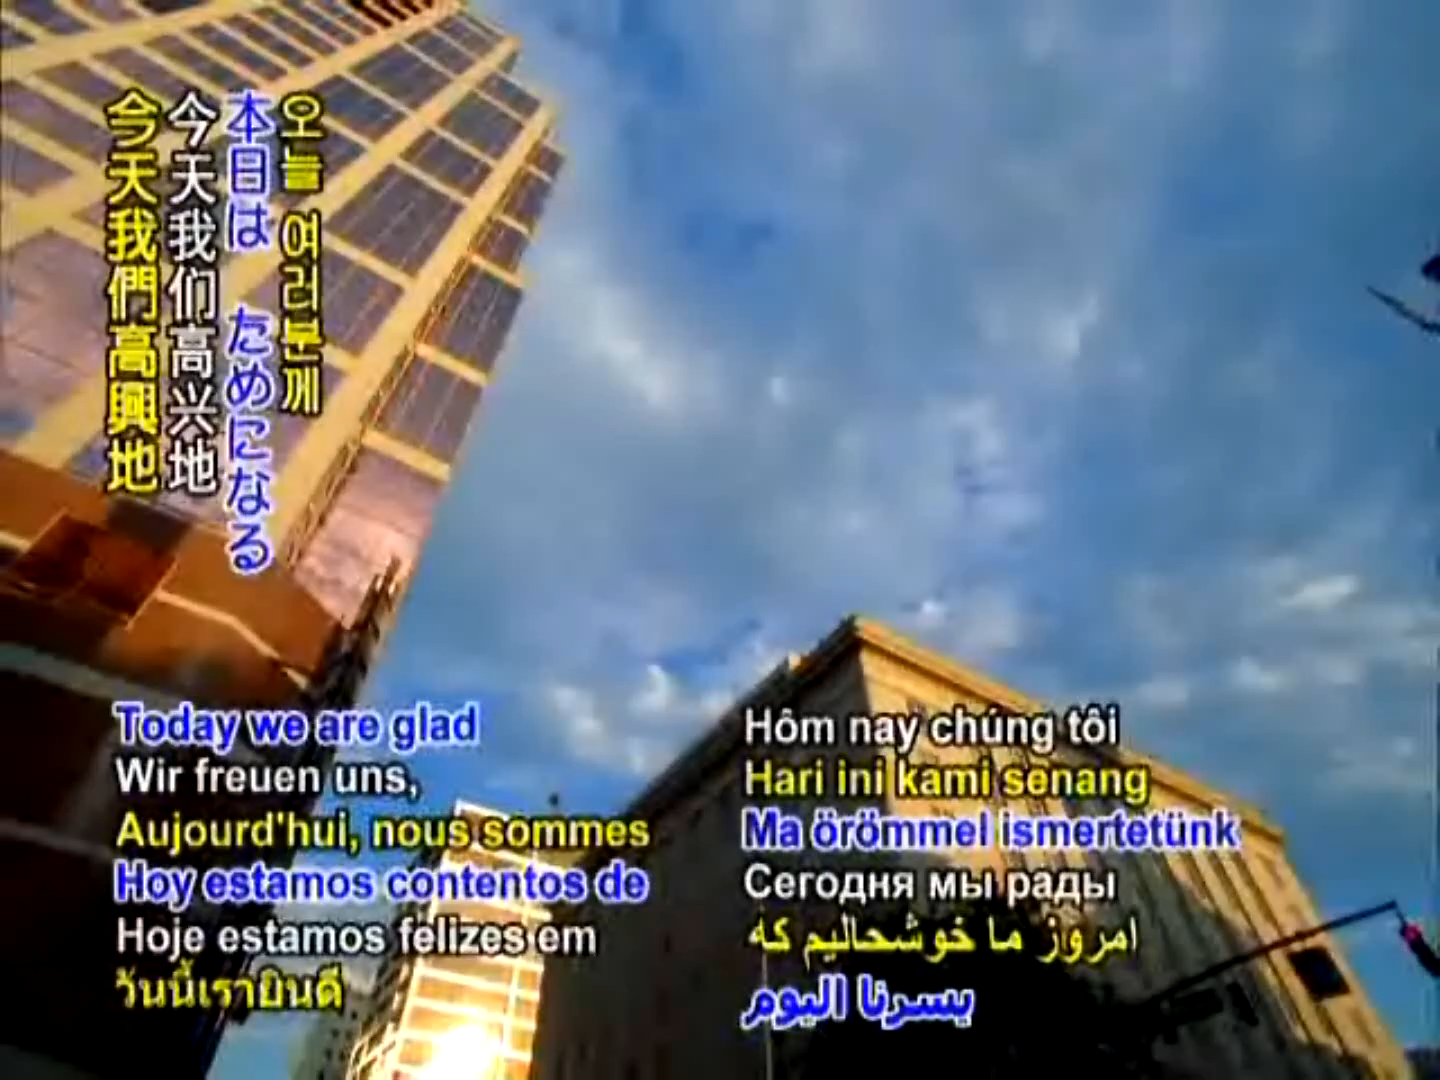 오늘 여러분께
本日は ためになる
今天我们高兴地
今天我們高興地
Today we are glad
Wir freuen uns,
Aujourd'hui, nous sommes
Hoy estamos contentos de
Hoje estamos felizes em
วันนี้เรายินดี
Hôm nay chúng tôi
Hari ini kami senang
Ma örömmel ismertetünk
Сегодня мы рады
امروز ما خوشحالیم که
يسرنا اليوم